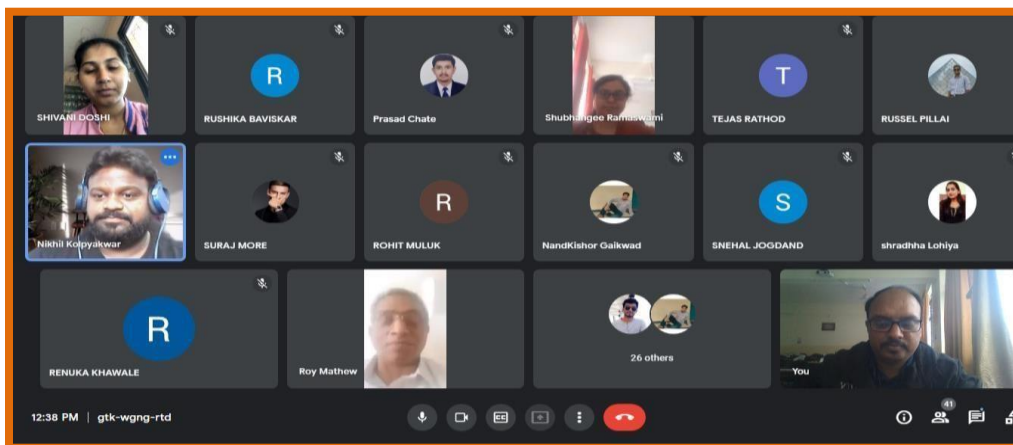 SHIVANI DOSHI
R
RUSHIKA BAVISKAR
Prasad Chate
Shubhangee Ramaswami
T
TEJAS RATHOD
RUSSEL PILLAI
Nikhil Kolpyakwar
SURAJ MORE
R
ROHIT MULUK
NandKishor Gaikwad
S
SNEHAL JOGDAND
shradhha Lohiya
R
RENUKA KHAWALE
Roy Mathew
26 others
You
12:38 PM | gtk-wgng-rtd
CC
41